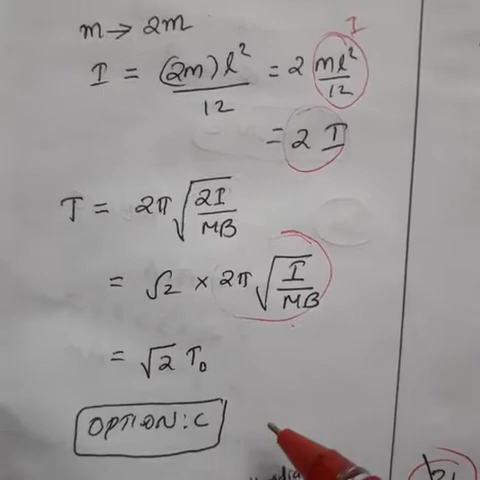 m → 2m
I
I = (2m)l²/12 = 2 ml²/12
= 2 I
T = 2π√(2I/MB)
= √2 × 2π√(I/MB)
= √2 T₀
OPTION: C